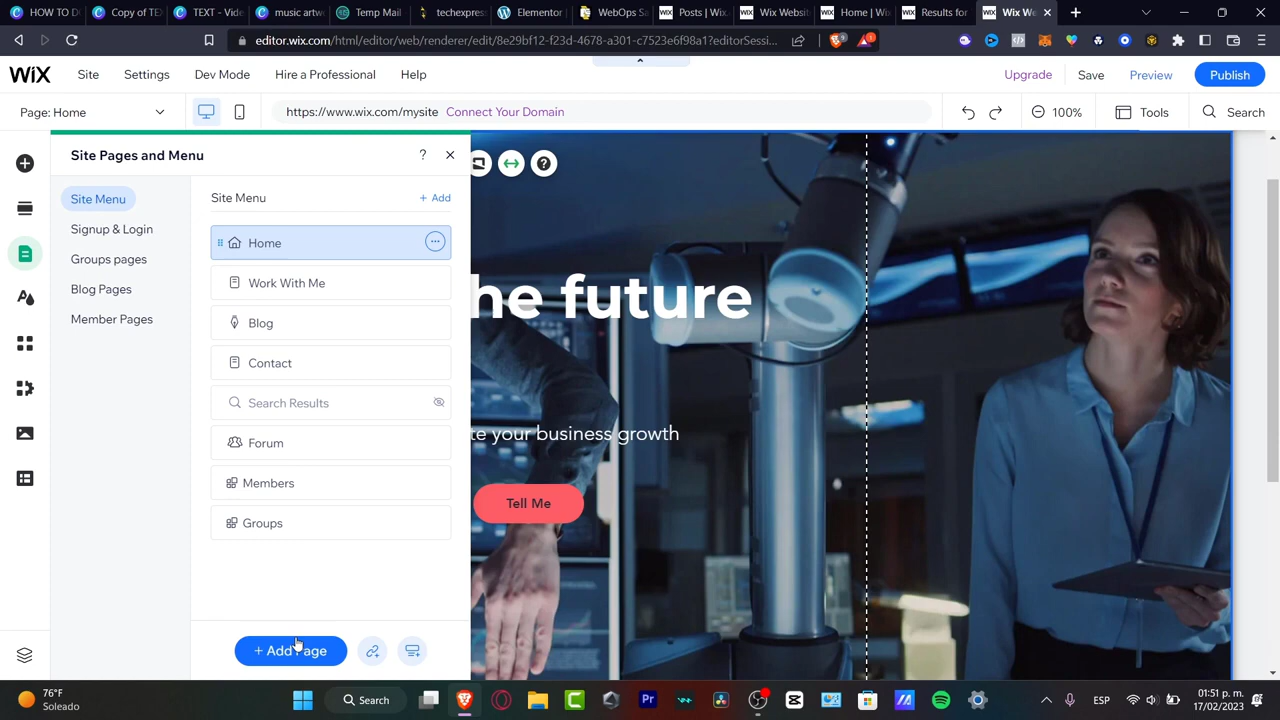 HOW TO DO
Copy of TEX
TEXT - Vide
music artw
Temp Mail
techexpres
Elementor
WebOps Sa
Posts | Wix.
Wix Websit
Home | Wix
Results for
Wix We
editor.wix.com/html/editor/web/renderer/edit/8e29bf12-f23d-4678-a301-c7523e6f98a1?editorSessi...
WiX
Site
Settings
Dev Mode
Hire a Professional
Help
Upgrade
Save
Preview
Publish
Page: Home
https://www.wix.com/mysite Connect Your Domain
100%
Tools
Search
Site Pages and Menu
?
Site Menu
Signup & Login
Groups pages
Blog Pages
Member Pages
Site Menu
+ Add
Home
Work With Me
Blog
Contact
Search Results
Forum
Members
Groups
+ Add Page
he future
te your business growth
Tell Me
76°F
Soleado
Search
ESP
01:51 p. m.
17/02/2023